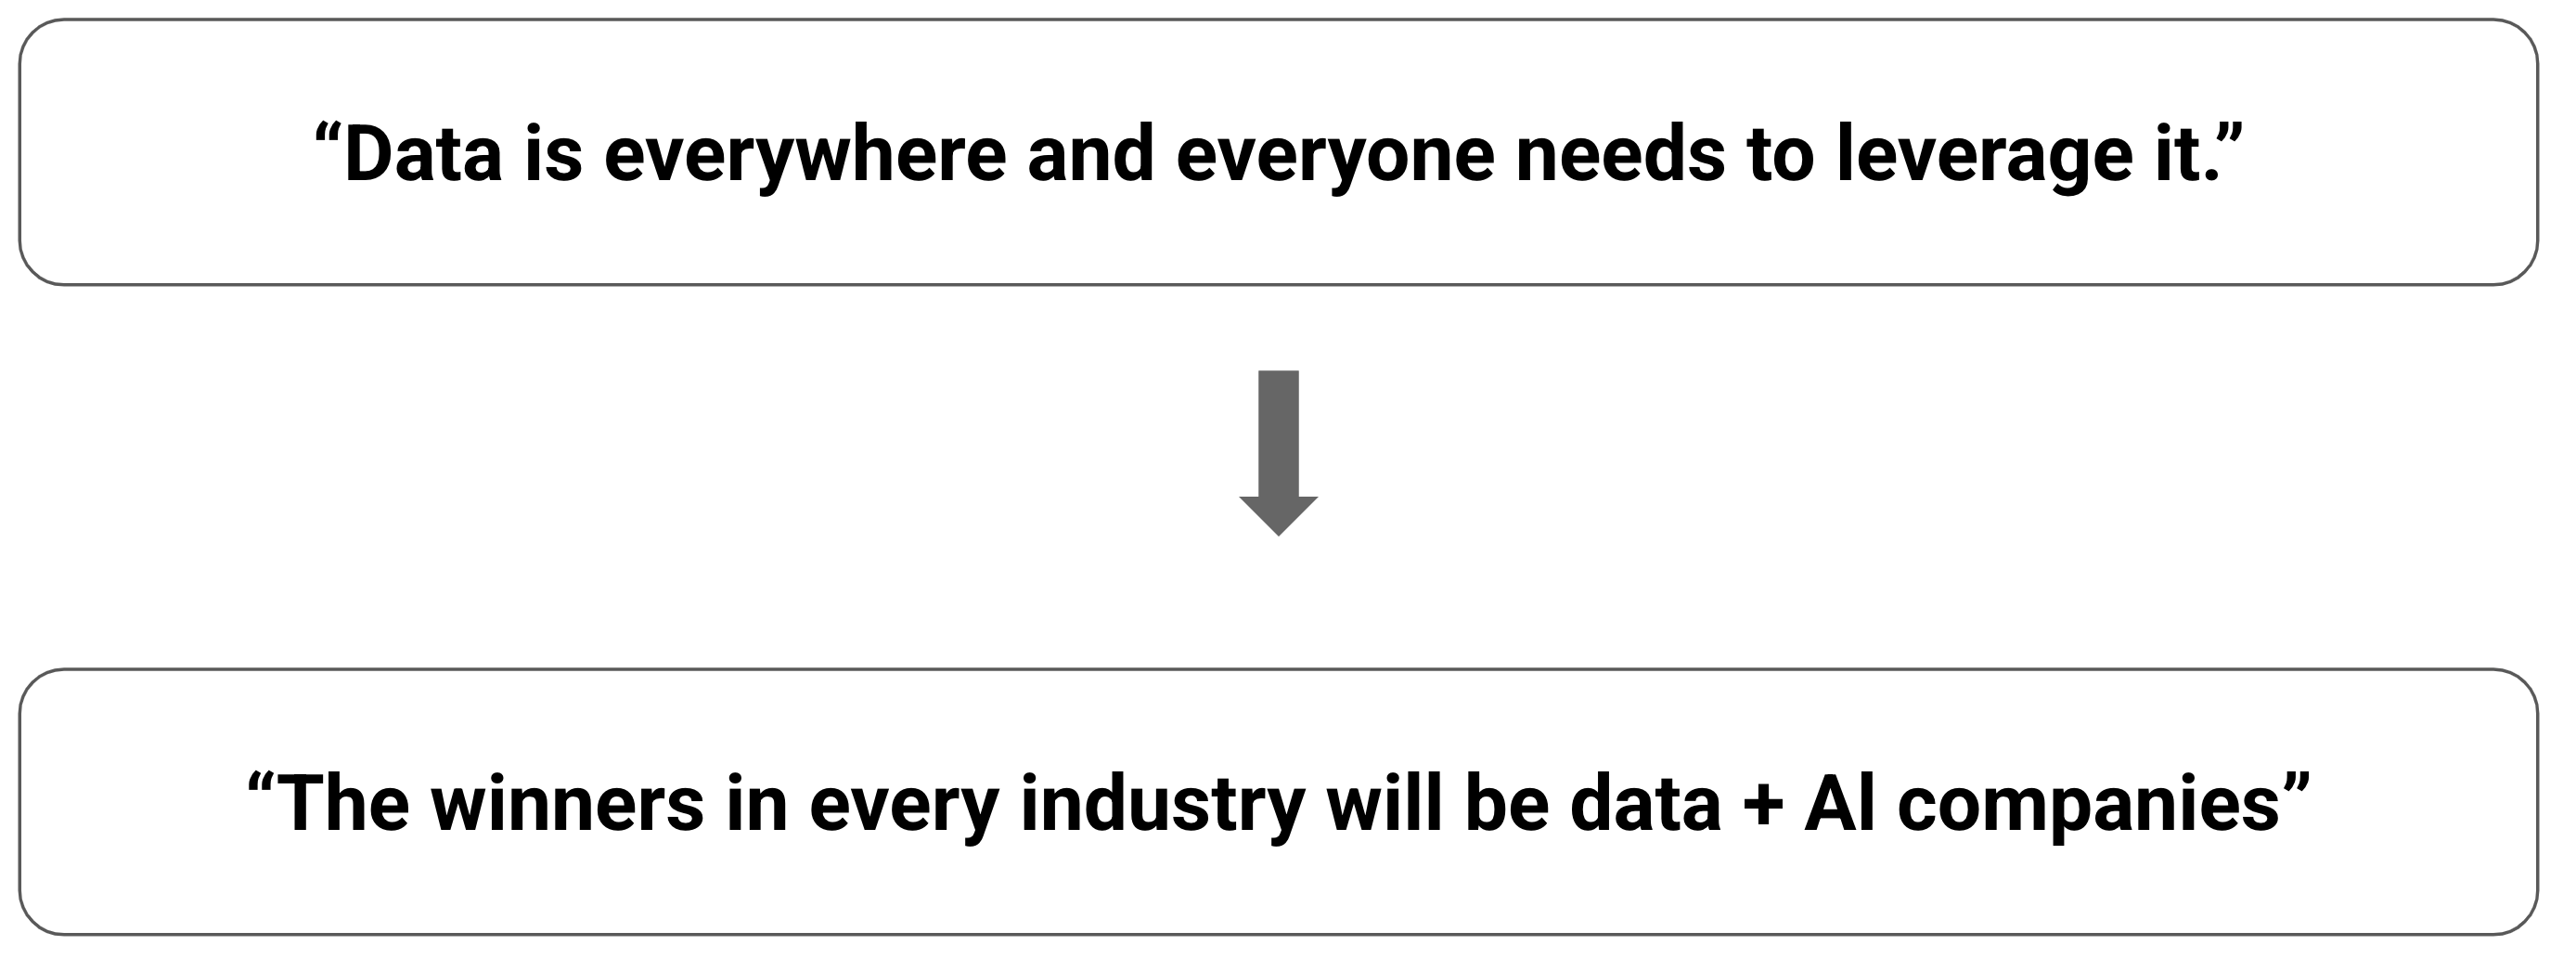 “Data is everywhere and everyone needs to leverage it.”
“The winners in every industry will be data + AI companies”